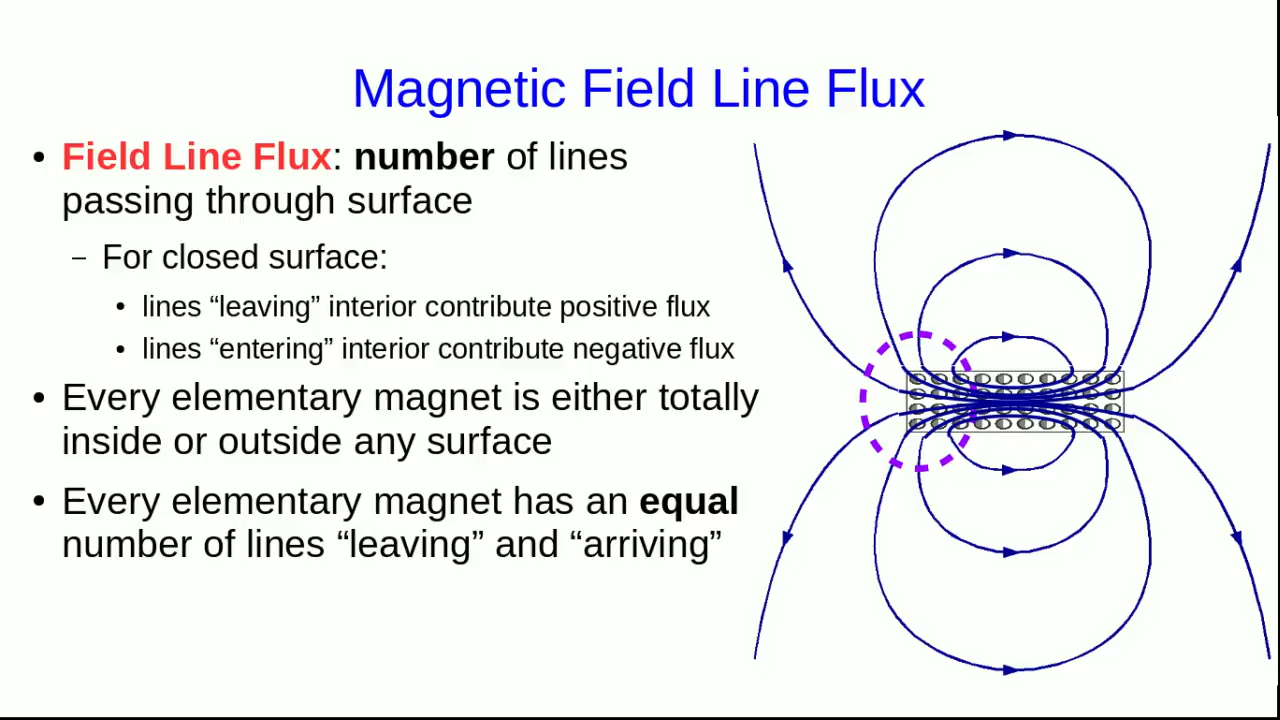 Magnetic Field Line Flux
• Field Line Flux: number of lines
passing through surface
– For closed surface:
• lines “leaving” interior contribute positive flux
• lines “entering” interior contribute negative flux
• Every elementary magnet is either totally
inside or outside any surface
• Every elementary magnet has an equal
number of lines “leaving” and “arriving”